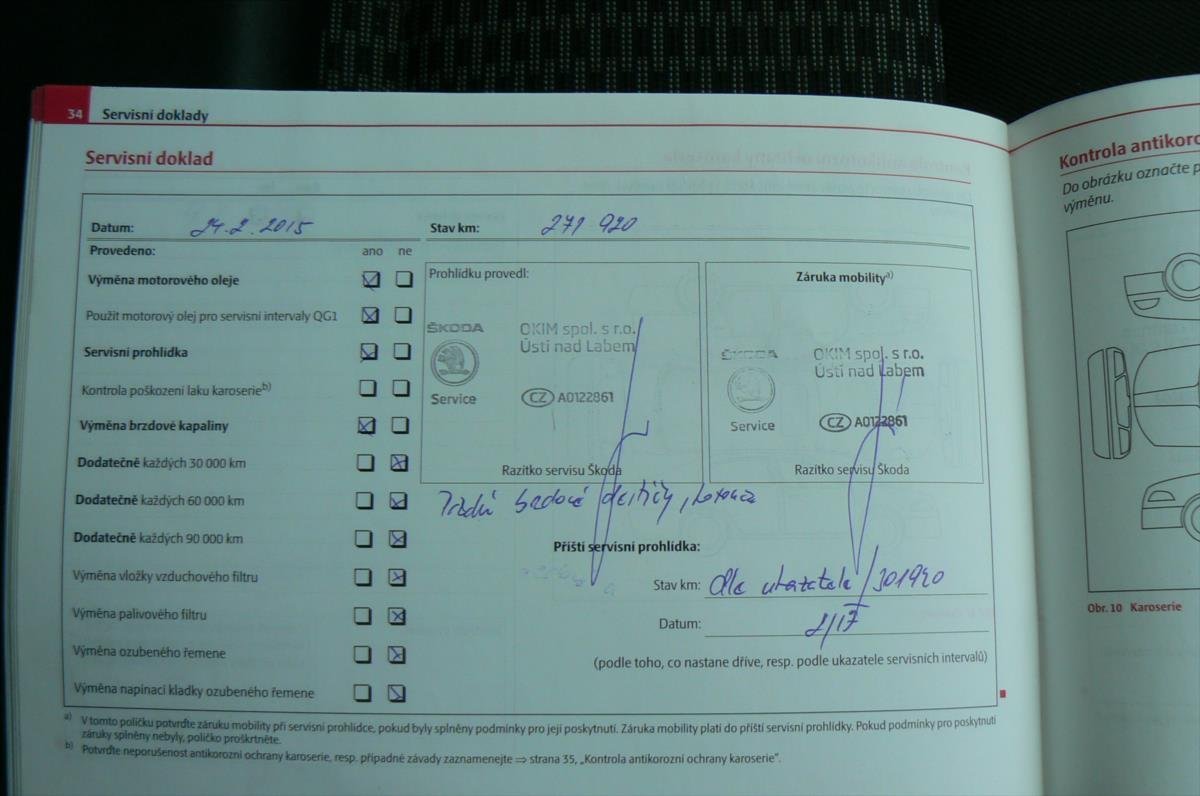 34 Servisní doklady
Servisní doklad
Datum: 24.2.2015 Stav km: 271 920
Provedeno: ano ne
Výměna motorového oleje
Použit motorový olej pro servisní intervaly QG1
Servisní prohlídka
Kontrola poškození laku karoserie b)
Výměna brzdové kapaliny
Dodatečně každých 30 000 km
Dodatečně každých 60 000 km
Dodatečně každých 90 000 km
Výměna vložky vzduchového filtru
Výměna palivového filtru
Výměna ozubeného řemene
Výměna napínací kladky ozubeného řemene
Prohlídku provedl:
ŠKODA OKIM spol. s r.o.
Ústí nad Labem
Service CZ A0122861
Razítko servisu Škoda
Záruka mobility a)
ŠKODA OKIM spol. s r.o.
Ústí nad Labem
Service CZ A0122861
Razítko servisu Škoda
brzdové
Příští servisní prohlídka:
Stav km: dle ukazatele /301920
Datum: 2/17
(podle toho, co nastane dříve, resp. podle ukazatele servisních intervalů)
a) V tomto políčku potvrďte záruku mobility při servisní prohlídce, pokud byly splněny podmínky pro její poskytnutí. Záruka mobility platí do příští servisní prohlídky. Pokud podmínky pro poskytnutí
záruky splněny nebyly, políčko proškrtněte.
b) Potvrďte neporušenost antikorozní ochrany karoserie, resp. případné závady zaznamenejte ⇒ strana 35, „Kontrola antikorozní ochrany karoserie“.
Kontrola antikoro
Do obrázku označte p
výměnu.
Obr. 10 Karoserie